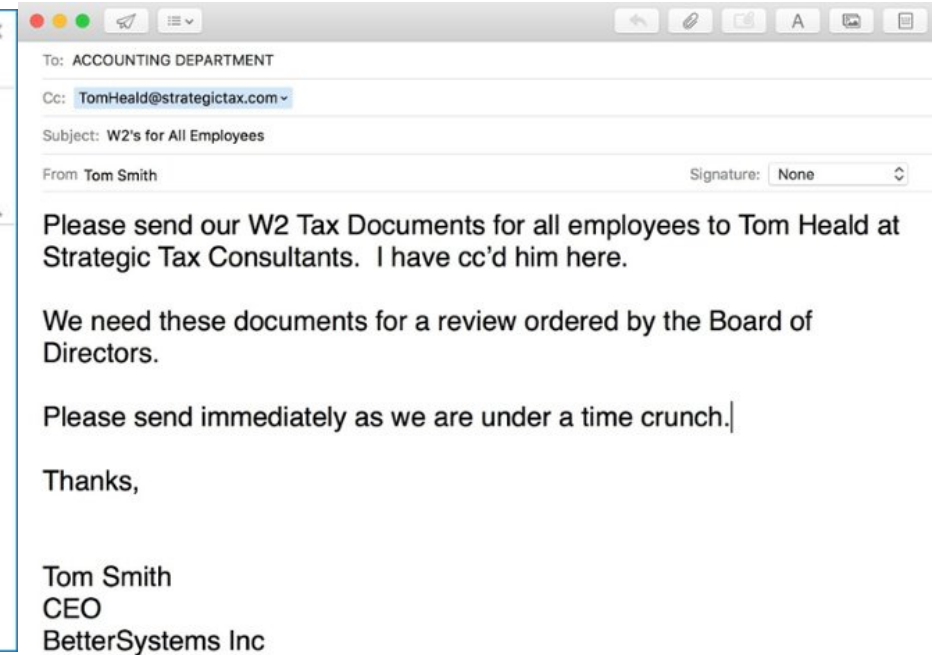 To: ACCOUNTING DEPARTMENT
Cc: TomHeald@strategictax.com
Subject: W2's for All Employees
From Tom Smith Signature: None
Please send our W2 Tax Documents for all employees to Tom Heald at
Strategic Tax Consultants.  I have cc'd him here.
We need these documents for a review ordered by the Board of
Directors.
Please send immediately as we are under a time crunch.
Thanks,
Tom Smith
CEO
BetterSystems Inc